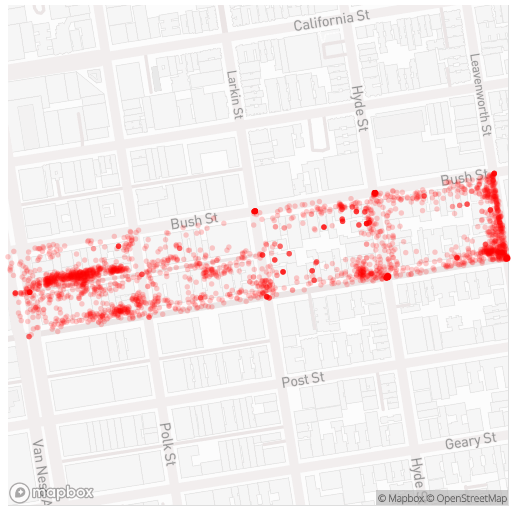 California St
Larkin St
Hyde St
Leavenworth St
Bush St
Bush St
Post St
Polk St
Geary St
Van Ness A
Hyde
mapbox
© Mapbox © OpenStreetMap